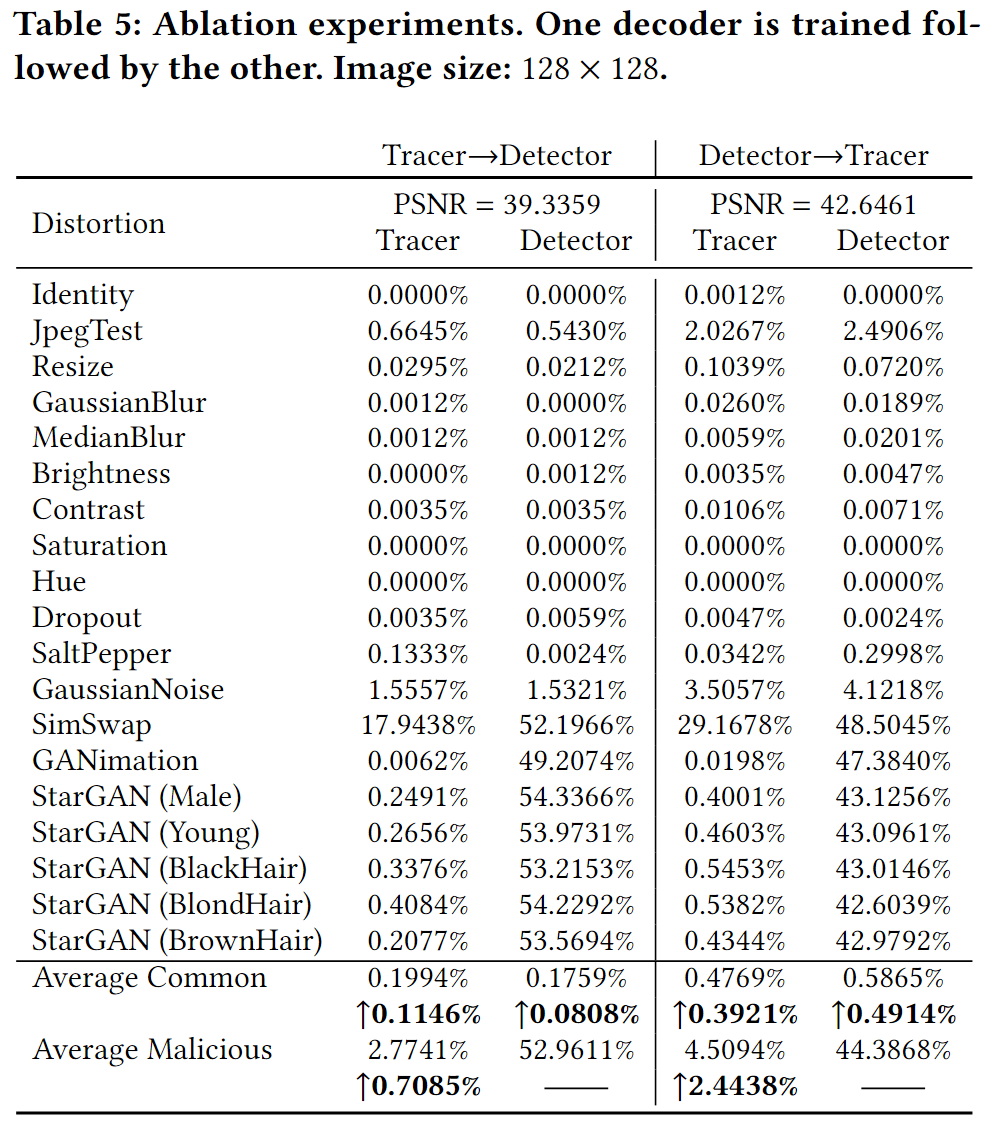 Table 5: Ablation experiments. One decoder is trained fol-
lowed by the other. Image size: 128 × 128.
Tracer→Detector Detector→Tracer
Distortion PSNR = 39.3359 PSNR = 42.6461
Tracer Detector Tracer Detector
Identity 0.0000% 0.0000% 0.0012% 0.0000%
JpegTest 0.6645% 0.5430% 2.0267% 2.4906%
Resize 0.0295% 0.0212% 0.1039% 0.0720%
GaussianBlur 0.0012% 0.0000% 0.0260% 0.0189%
MedianBlur 0.0012% 0.0012% 0.0059% 0.0201%
Brightness 0.0000% 0.0012% 0.0035% 0.0047%
Contrast 0.0035% 0.0035% 0.0106% 0.0071%
Saturation 0.0000% 0.0000% 0.0000% 0.0000%
Hue 0.0000% 0.0000% 0.0000% 0.0000%
Dropout 0.0035% 0.0059% 0.0047% 0.0024%
SaltPepper 0.1333% 0.0024% 0.0342% 0.2998%
GaussianNoise 1.5557% 1.5321% 3.5057% 4.1218%
SimSwap 17.9438% 52.1966% 29.1678% 48.5045%
GANimation 0.0062% 49.2074% 0.0198% 47.3840%
StarGAN (Male) 0.2491% 54.3366% 0.4001% 43.1256%
StarGAN (Young) 0.2656% 53.9731% 0.4603% 43.0961%
StarGAN (BlackHair) 0.3376% 53.2153% 0.5453% 43.0146%
StarGAN (BlondHair) 0.4084% 54.2292% 0.5382% 42.6039%
StarGAN (BrownHair) 0.2077% 53.5694% 0.4344% 42.9792%
Average Common 0.1994% 0.1759% 0.4769% 0.5865%
↑0.1146% ↑0.0808% ↑0.3921% ↑0.4914%
Average Malicious 2.7741% 52.9611% 4.5094% 44.3868%
↑0.7085% —— ↑2.4438% ——